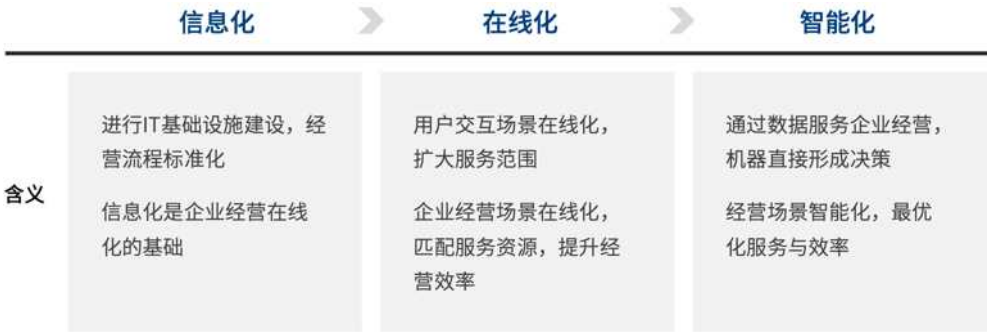 信息化
在线化
智能化
含义
进行IT基础设施建设，经
营流程标准化
信息化是企业经营在线
化的基础
用户交互场景在线化，
扩大服务范围
企业经营场景在线化，
匹配服务资源，提升经
营效率
通过数据服务企业经营，
机器直接形成决策
经营场景智能化，最优
化服务与效率